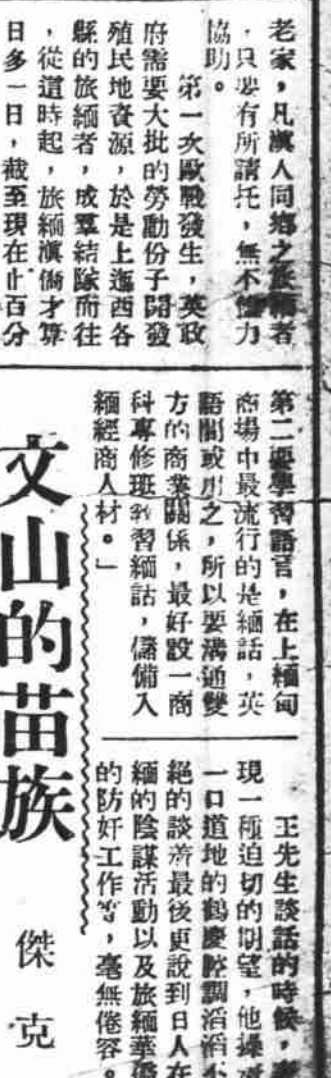 老家，凡滇人同鄉之旅緬者
，只要有所請托，無不
力
協助。
第一次歐戰發生，英政
府需要大批的勞動份子開發
殖民地資源，於是上迤西各
縣的旅緬者，成羣結隊而往
，從這時起，旅緬滇僑才算
日多一日，截至現在止百分
第二要學習語言，在上緬甸
商場中最流行的是緬話，英
語間或用之，所以要溝通雙
方的商業關係，最好設一商
科專修班教習緬話，儲備入
緬經商人材。」
王先生談話的時候，
現一種迫切的期望，他操
一口道地的鶴慶腔調滔滔不
絕的談着最後更說到日人在
緬的陰謀活動以及旅緬華僑
的防奸工作等，毫無倦容。
文山的苗族
傑克